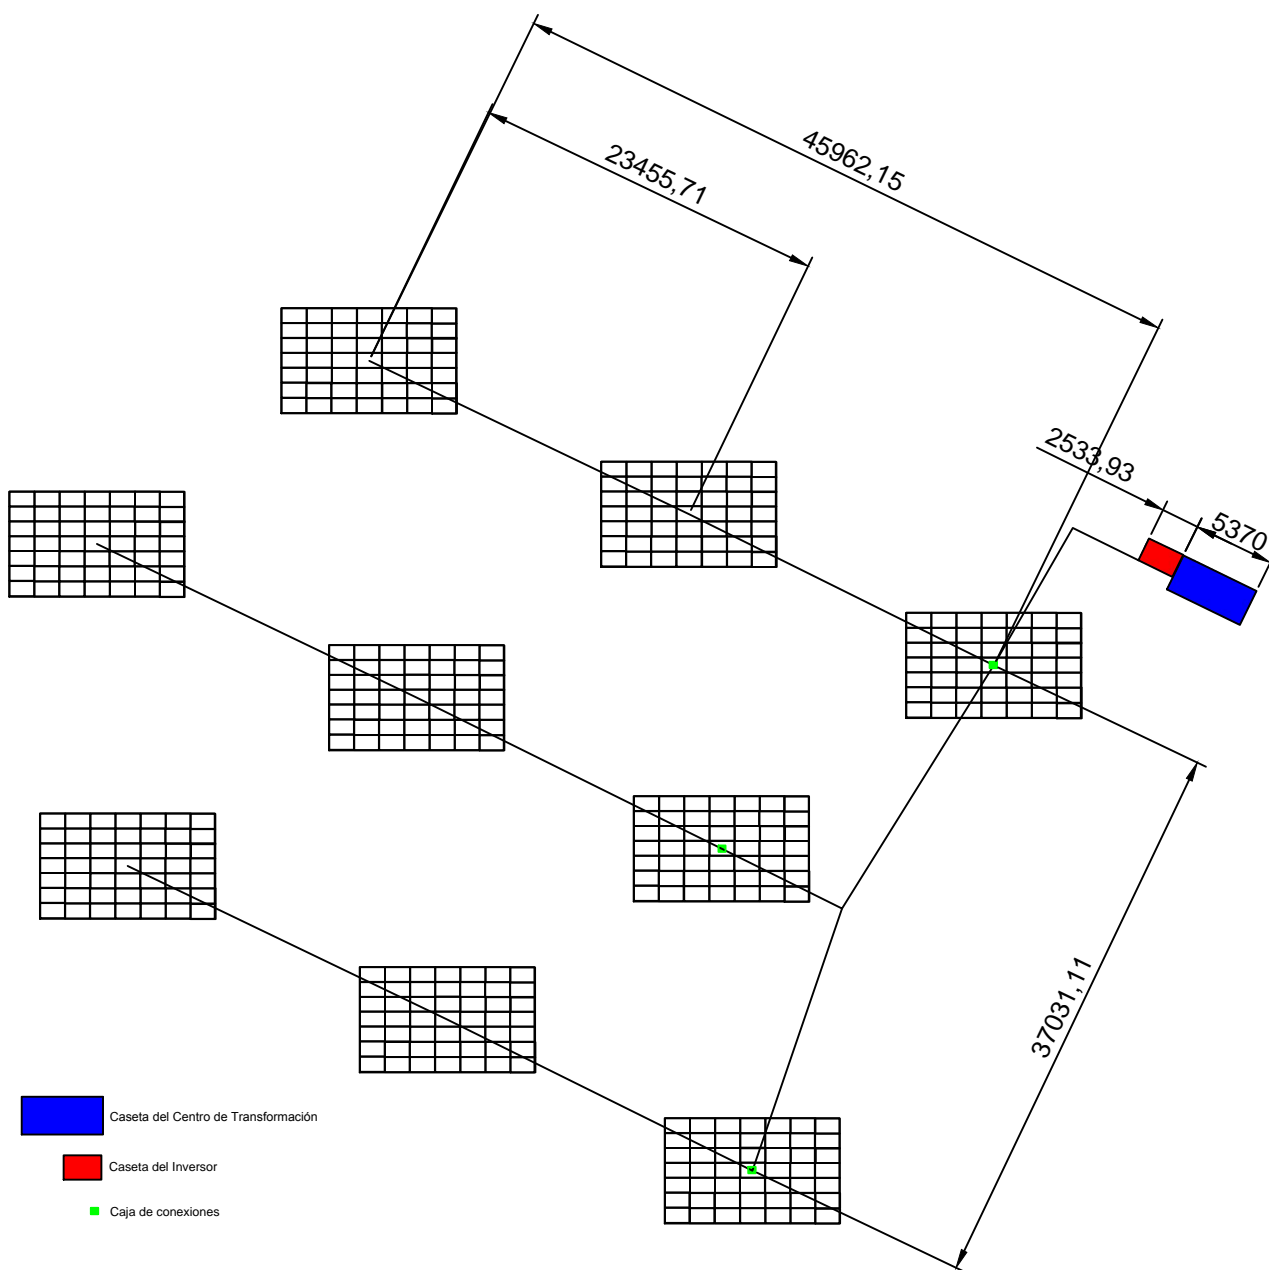 45962,15
23455,71
2533,93
5370
37031,11
Caseta del Centro de Transformación
Caseta del Inversor
Caja de conexiones